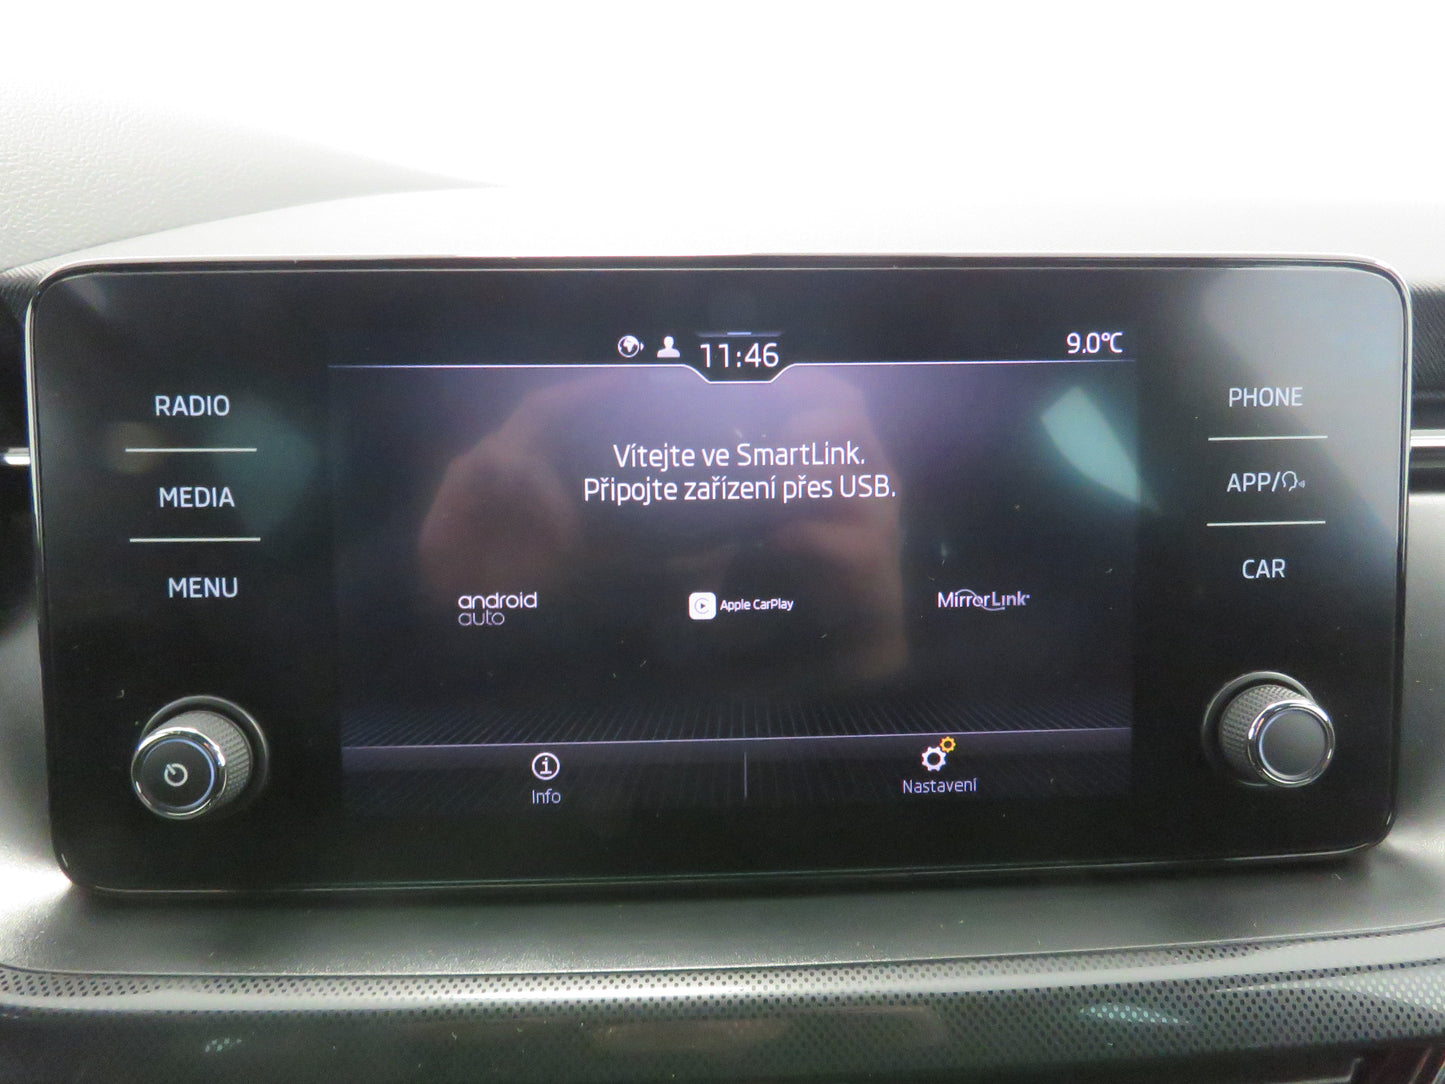 11:46
9.0°C
RADIO
MEDIA
MENU
Vítejte ve SmartLink.
Připojte zařízení přes USB.
android
auto
Apple CarPlay
MirrorLink
Info
Nastavení
PHONE
APP/
CAR